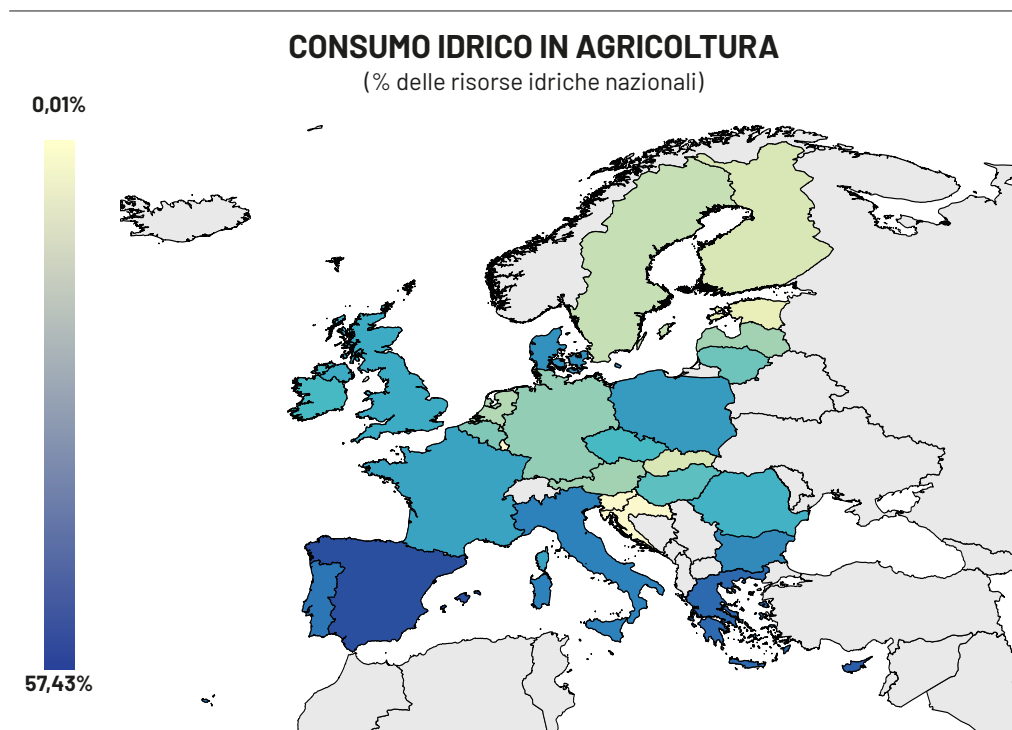 CONSUMO IDRICO IN AGRICOLTURA
(% delle risorse idriche nazionali)
0,01%
57,43%